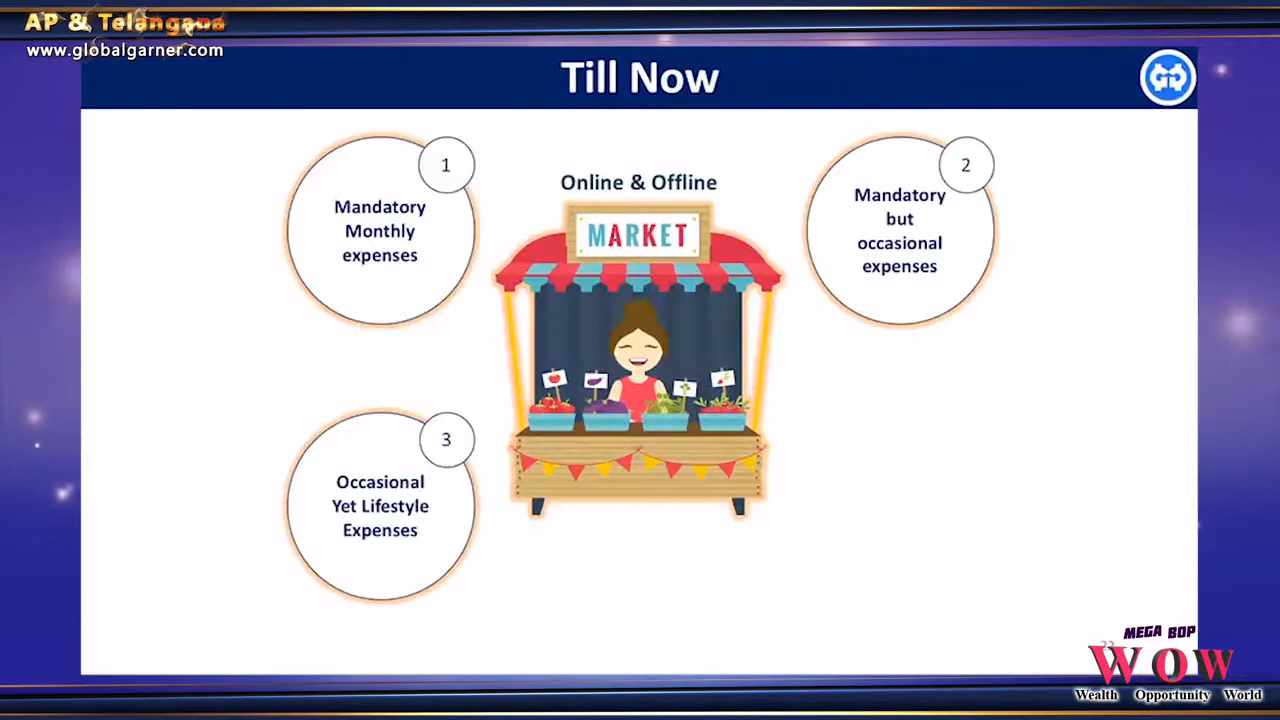 AP & Telangana
www.globalgarner.com
Till Now
1
Mandatory
Monthly
expenses
Online & Offline
MARKET
2
Mandatory
but
occasional
expenses
3
Occasional
Yet Lifestyle
Expenses
MEGA BOP
WOW
Wealth Opportunity World